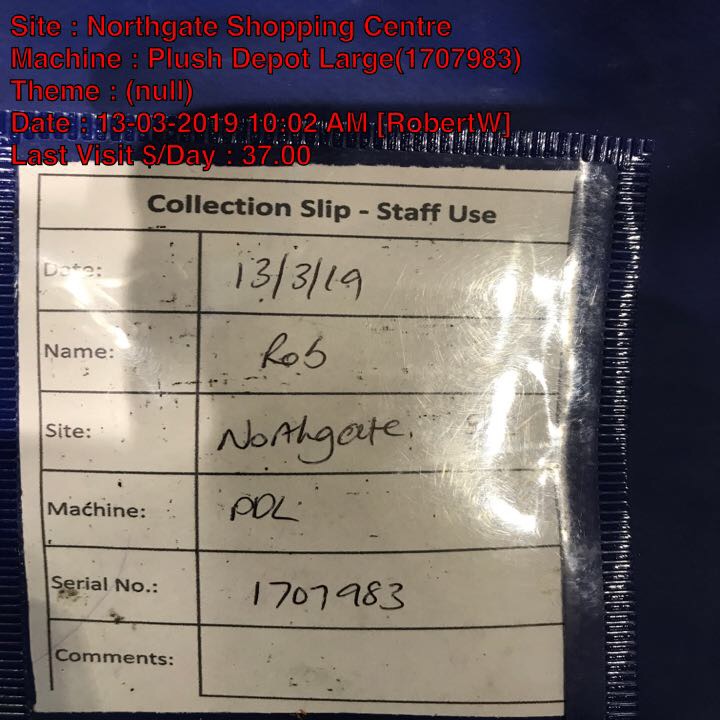 Site : Northgate Shopping Centre
Machine : Plush Depot Large(1707983)
Theme : (null)
Date : 13-03-2019 10:02 AM [RobertW]
Last Visit $/Day : 37.00
Collection Slip - Staff Use
Date: 13/3/19
Name: Rob
Site: Northgate.
Machine: PDL
Serial No.: 1707983
Comments: